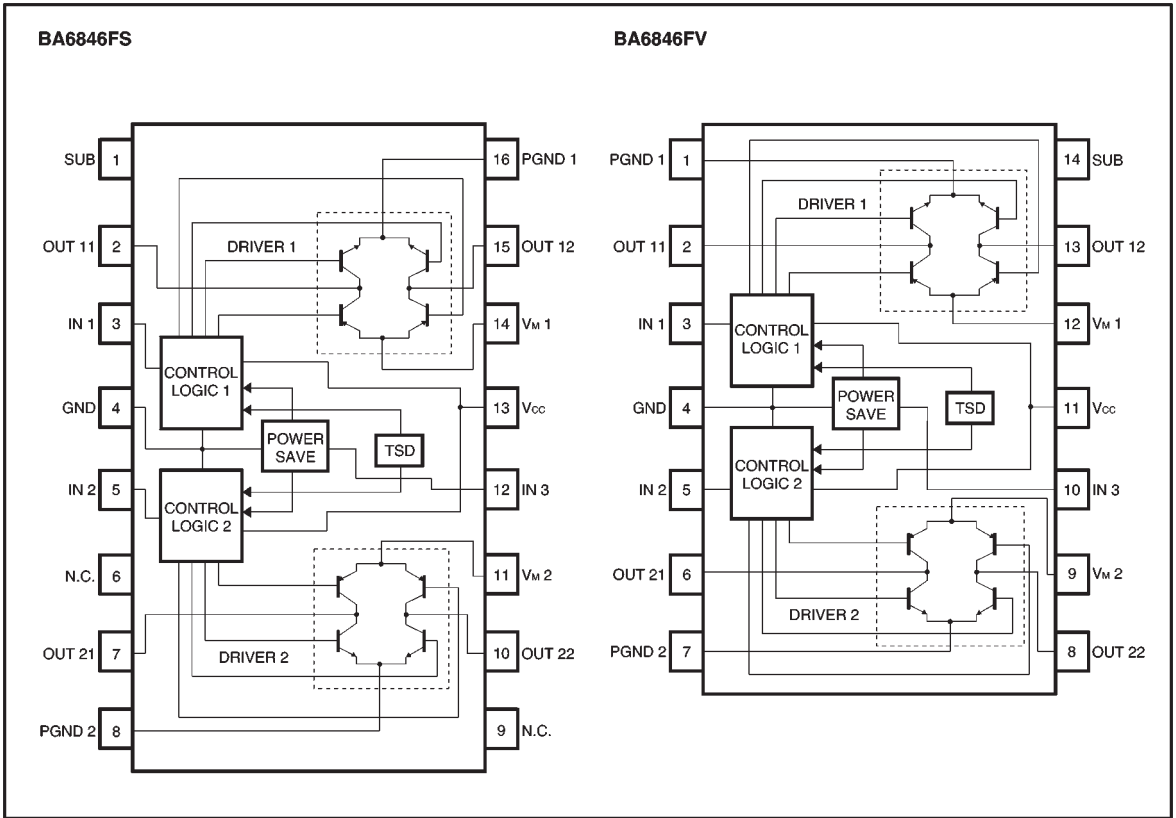 BA6846FS
SUB 1
OUT 11 2
IN 1 3
GND 4
IN 2 5
N.C. 6
OUT 21 7
PGND 2 8
16 PGND 1
15 OUT 12
14 VM 1
13 VCC
12 IN 3
11 VM 2
10 OUT 22
9 N.C.
DRIVER 1
CONTROL
LOGIC 1
POWER
SAVE
TSD
CONTROL
LOGIC 2
DRIVER 2
BA6846FV
PGND 1 1
OUT 11 2
IN 1 3
GND 4
IN 2 5
OUT 21 6
PGND 2 7
14 SUB
13 OUT 12
12 VM 1
11 VCC
10 IN 3
9 VM 2
8 OUT 22
DRIVER 1
CONTROL
LOGIC 1
POWER
SAVE
TSD
CONTROL
LOGIC 2
DRIVER 2